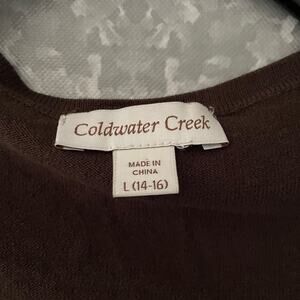 Coldwater Creek
MADE IN
CHINA
L (14-16)